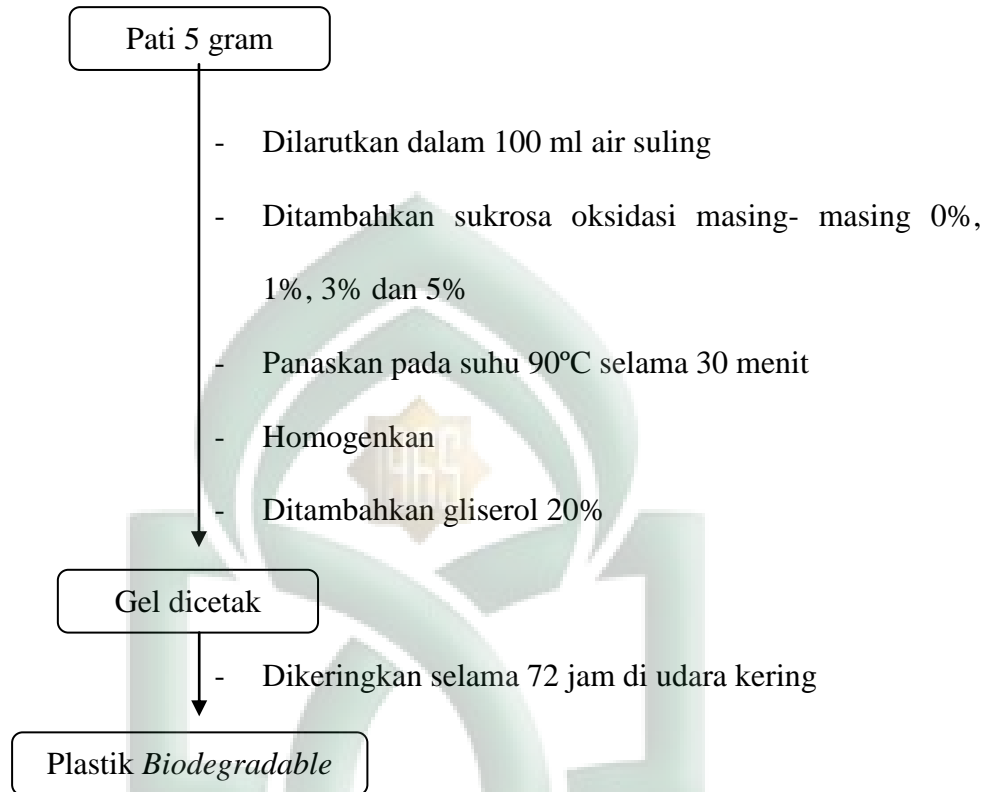 Pati 5 gram
- Dilarutkan dalam 100 ml air suling
- Ditambahkan sukrosa oksidasi masing- masing 0%,
1%, 3% dan 5%
- Panaskan pada suhu 90ºC selama 30 menit
- Homogenkan
- Ditambahkan gliserol 20%
Gel dicetak
- Dikeringkan selama 72 jam di udara kering
Plastik Biodegradable